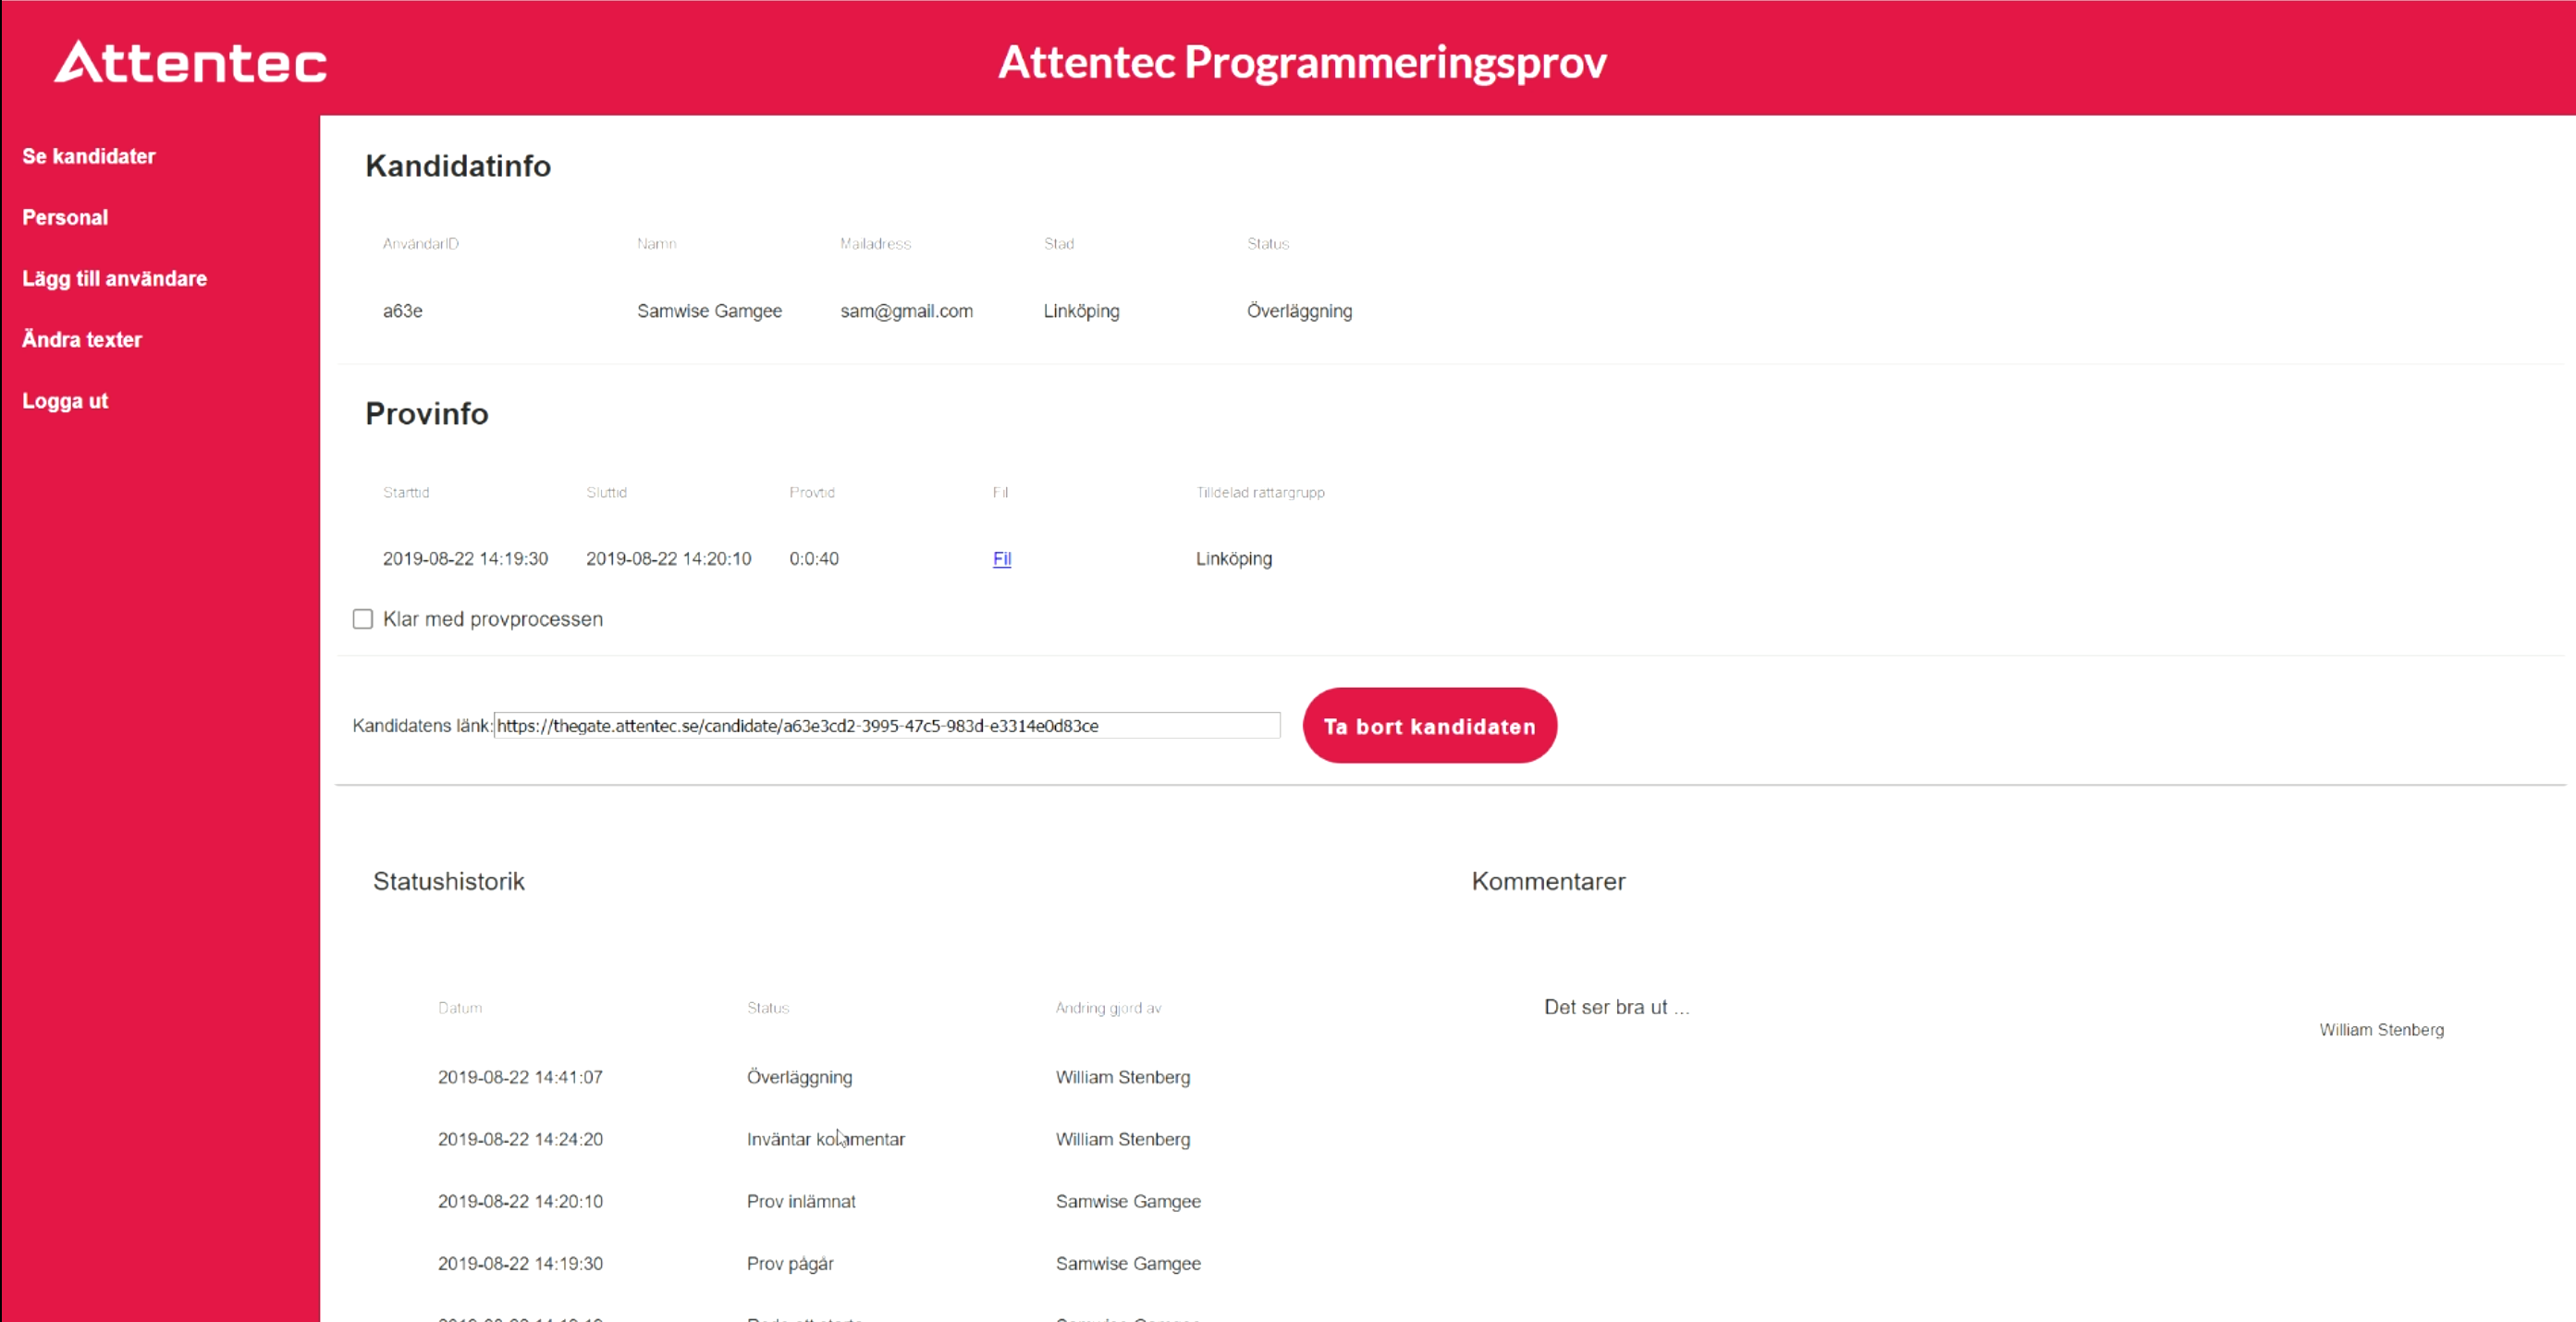 Attentec
Attentec Programmeringsprov
Se kandidater
Personal
Lägg till användare
Ändra texter
Logga ut
Kandidatinfo
AnvändarID Namn Mailadress Stad Status
a63e Samwise Gamgee sam@gmail.com Linköping Överläggning
Provinfo
Starttid Sluttid Provtid Fil Tilldelad rättargrupp
2019-08-22 14:19:30 2019-08-22 14:20:10 0:0:40 Fil Linköping
Klar med provprocessen
Kandidatens länk: https://thegate.attentec.se/candidate/a63e3cd2-3995-47c5-983d-e3314e0d83ce Ta bort kandidaten
Statushistorik Kommentarer
Datum Status Ändring gjord av Det ser bra ut ...
William Stenberg
2019-08-22 14:41:07 Överläggning William Stenberg
2019-08-22 14:24:20 Inväntar kommentar William Stenberg
2019-08-22 14:20:10 Prov inlämnat Samwise Gamgee
2019-08-22 14:19:30 Prov pågår Samwise Gamgee